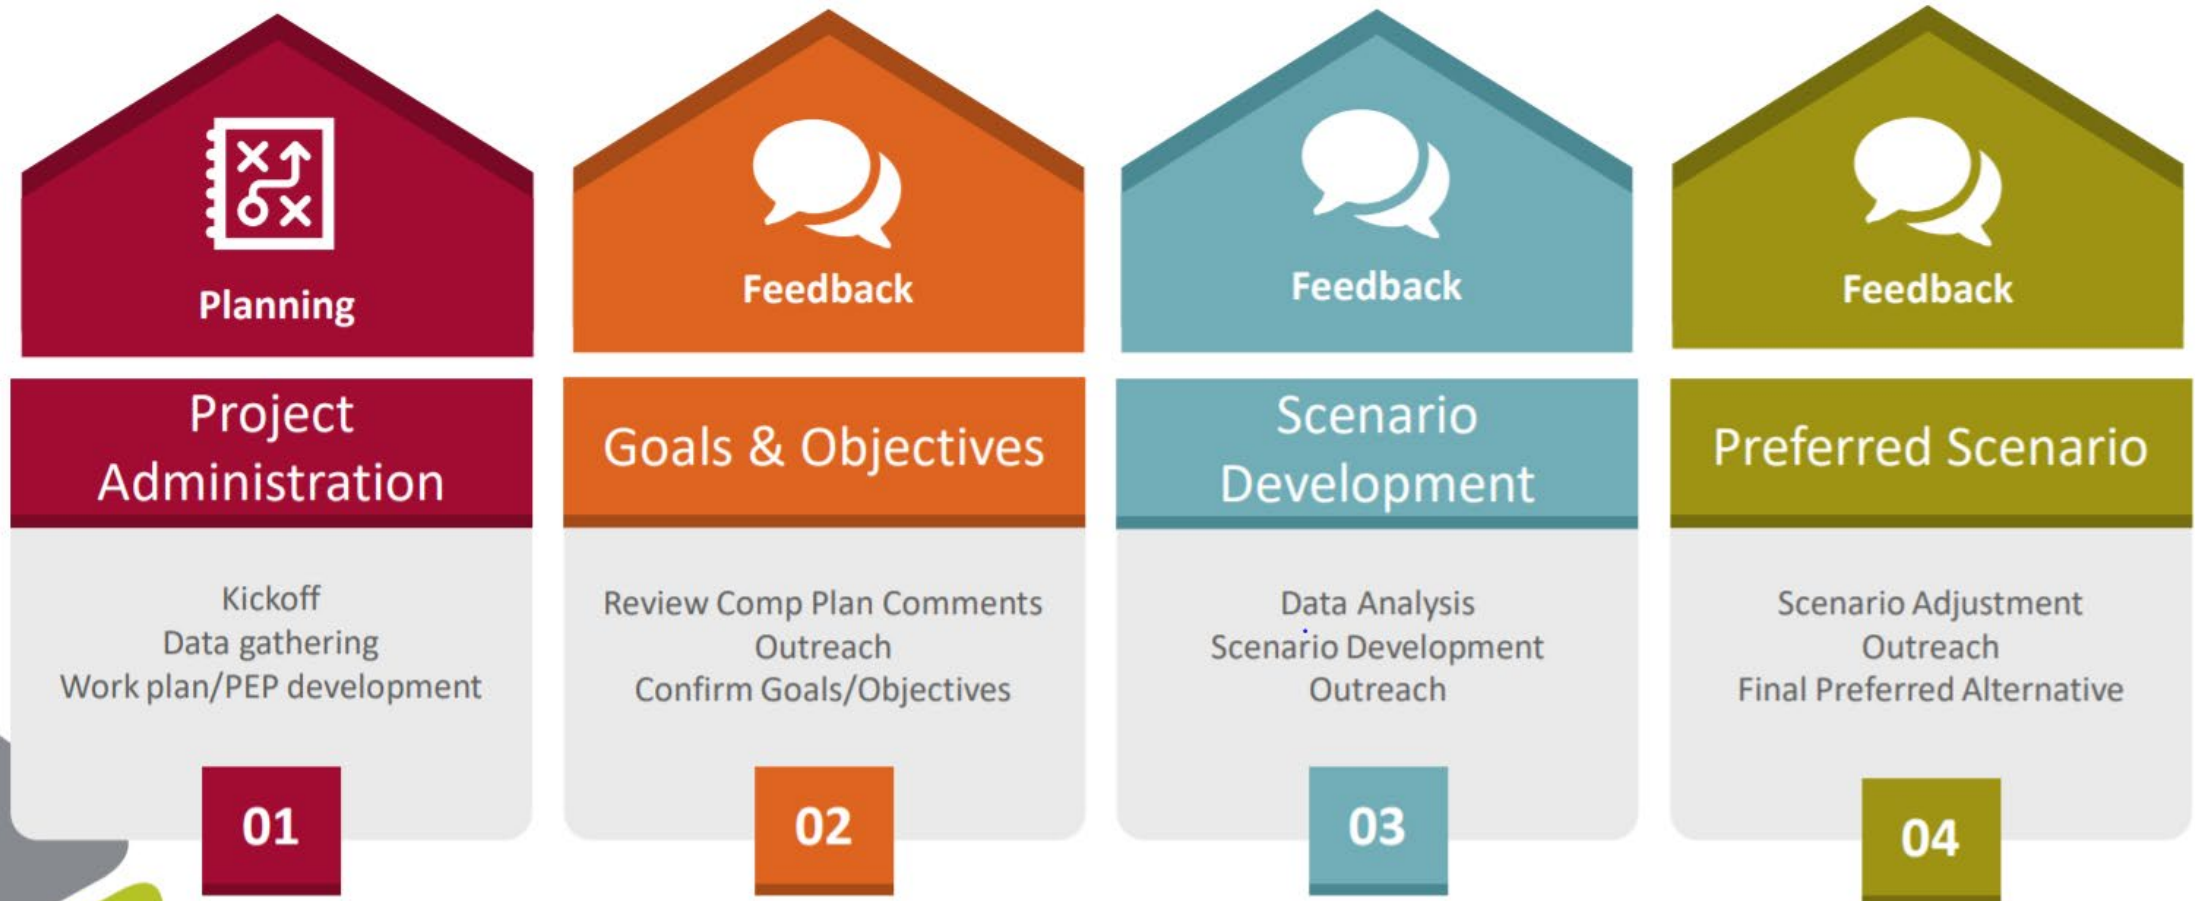 Planning
Project
Administration
Kickoff
Data gathering
Work plan/PEP development
01
Feedback
Goals & Objectives
Review Comp Plan Comments
Outreach
Confirm Goals/Objectives
02
Feedback
Scenario
Development
Data Analysis
Scenario Development
Outreach
03
Feedback
Preferred Scenario
Scenario Adjustment
Outreach
Final Preferred Alternative
04